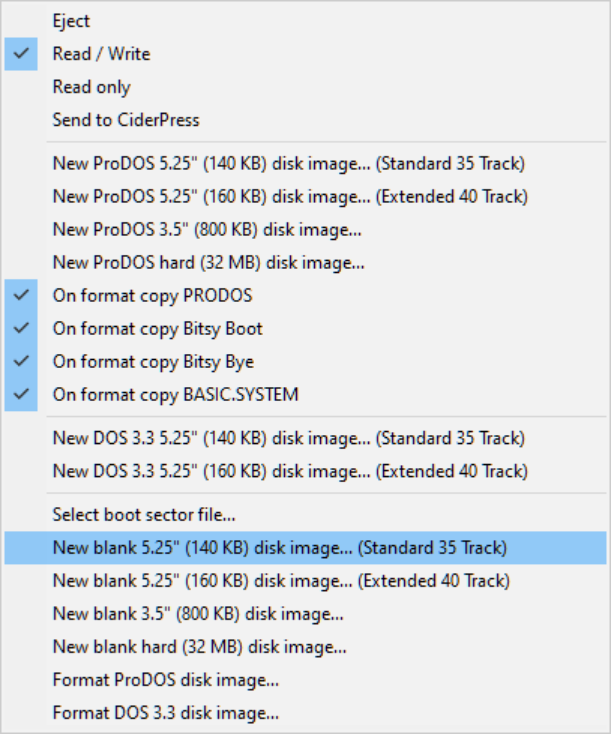 Eject
Read / Write
Read only
Send to CiderPress
New ProDOS 5.25" (140 KB) disk image... (Standard 35 Track)
New ProDOS 5.25" (160 KB) disk image... (Extended 40 Track)
New ProDOS 3.5" (800 KB) disk image...
New ProDOS hard (32 MB) disk image...
On format copy PRODOS
On format copy Bitsy Boot
On format copy Bitsy Bye
On format copy BASIC.SYSTEM
New DOS 3.3 5.25" (140 KB) disk image... (Standard 35 Track)
New DOS 3.3 5.25" (160 KB) disk image... (Extended 40 Track)
Select boot sector file...
New blank 5.25" (140 KB) disk image... (Standard 35 Track)
New blank 5.25" (160 KB) disk image... (Extended 40 Track)
New blank 3.5" (800 KB) disk image...
New blank hard (32 MB) disk image...
Format ProDOS disk image...
Format DOS 3.3 disk image...